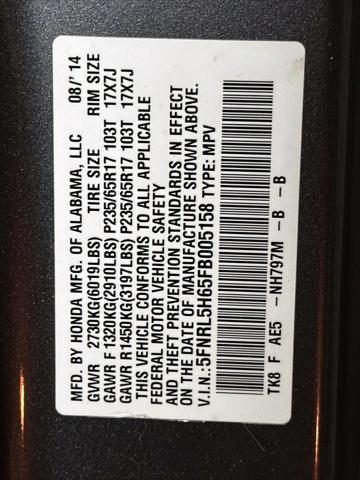 MFD. BY HONDA MFG. OF ALABAMA, LLC 08/'14
GVWR 2730KG(6019LBS) TIRE SIZE RIM SIZE
GAWR F 1320KG(2910LBS) P235/65R17 103T 17X7J
GAWR R1450KG(3197LBS) P235/65R17 103T 17X7J
THIS VEHICLE CONFORMS TO ALL APPLICABLE
FEDERAL MOTOR VEHICLE SAFETY
AND THEFT PREVENTION STANDARDS IN EFFECT
ON THE DATE OF MANUFACTURE SHOWN ABOVE.
V.I.N.:5FNRL5H65FB005158 TYPE: MPV
TK8 F AE5 -NH797M -B -B